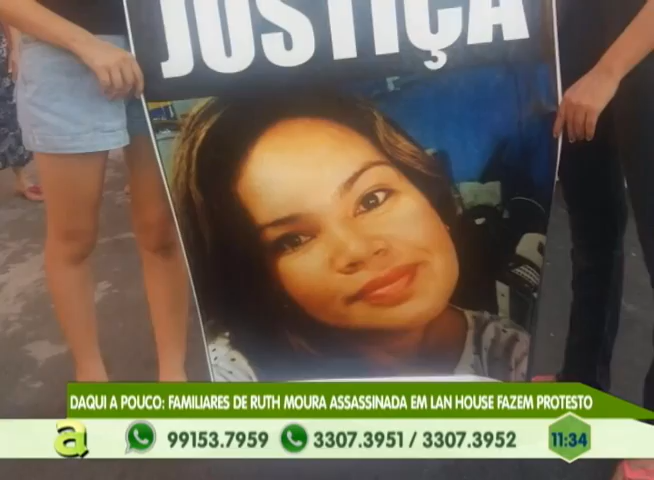 JUSTIÇA
DAQUI A POUCO: FAMILIARES DE RUTH MOURA ASSASSINADA EM LAN HOUSE FAZEM PROTESTO
a 99153.7959 3307.3951 / 3307.3952 11:34